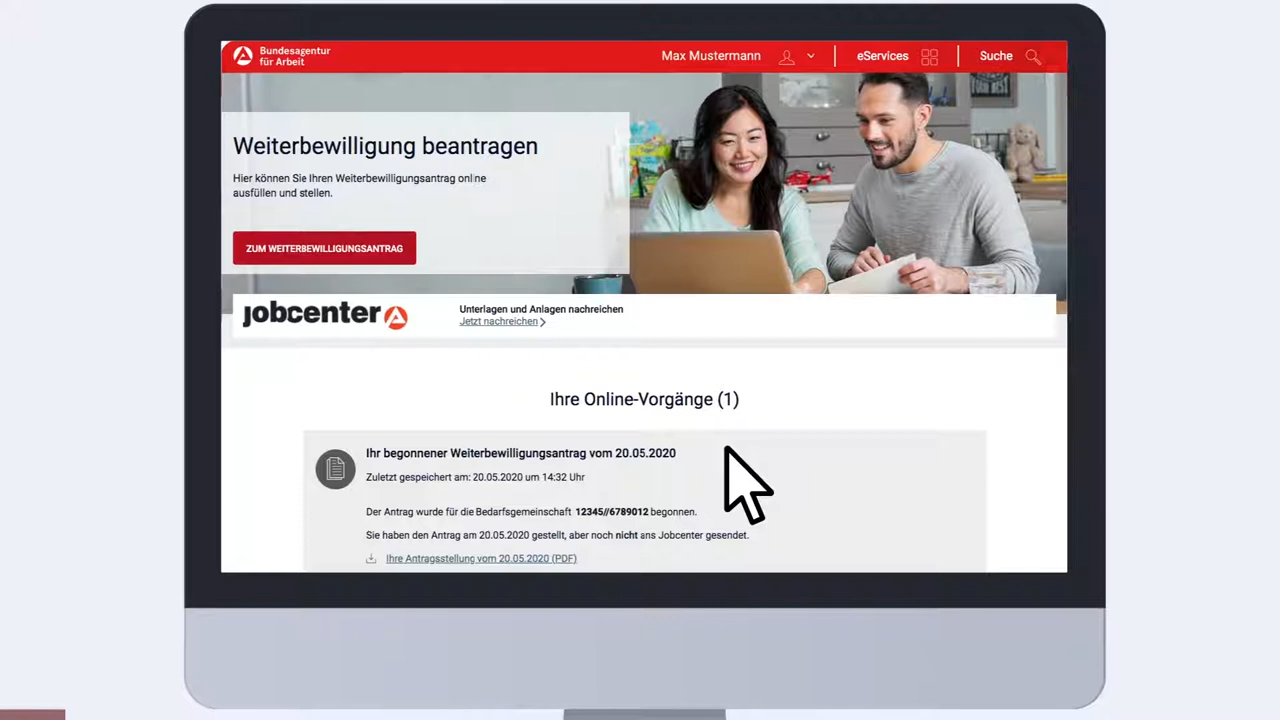 Bundesagentur
für Arbeit
Max Mustermann
eServices
Suche
Weiterbewilligung beantragen
Hier können Sie Ihren Weiterbewilligungsantrag online
ausfüllen und stellen.
ZUM WEITERBEWILLIGUNGSANTRAG
jobcenter
Unterlagen und Anlagen nachreichen
Jetzt nachreichen
Ihre Online-Vorgänge (1)
Ihr begonnener Weiterbewilligungsantrag vom 20.05.2020
Zuletzt gespeichert am: 20.05.2020 um 14:32 Uhr
Der Antrag wurde für die Bedarfsgemeinschaft 12345//6789012 begonnen.
Sie haben den Antrag am 20.05.2020 gestellt, aber noch nicht ans Jobcenter gesendet.
Ihre Antragsstellung vom 20.05.2020 (PDF)